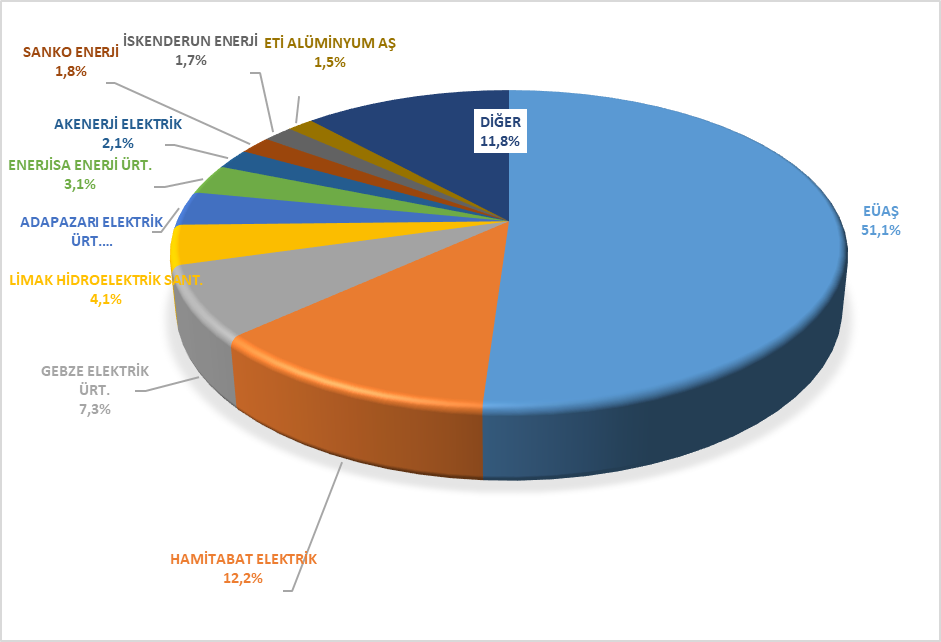 İSKENDERUN ENERJİ
1,7%
ETİ ALÜMİNYUM AŞ
1,5%
SANKO ENERJİ
1,8%
AKENERJİ ELEKTRİK
2,1%
ENERJİSA ENERİ ÜRT.
3,1%
ADAPAZARI ELEKTRİK
ÜRT....
LİMAK HİDROELEKTRİK SANT.
4,1%
GEBZE ELEKTRİK
ÜRT.
7,3%
HAMİTABAT ELEKTRİK
12,2%
DİĞER
11,8%
EÜAŞ
51,1%